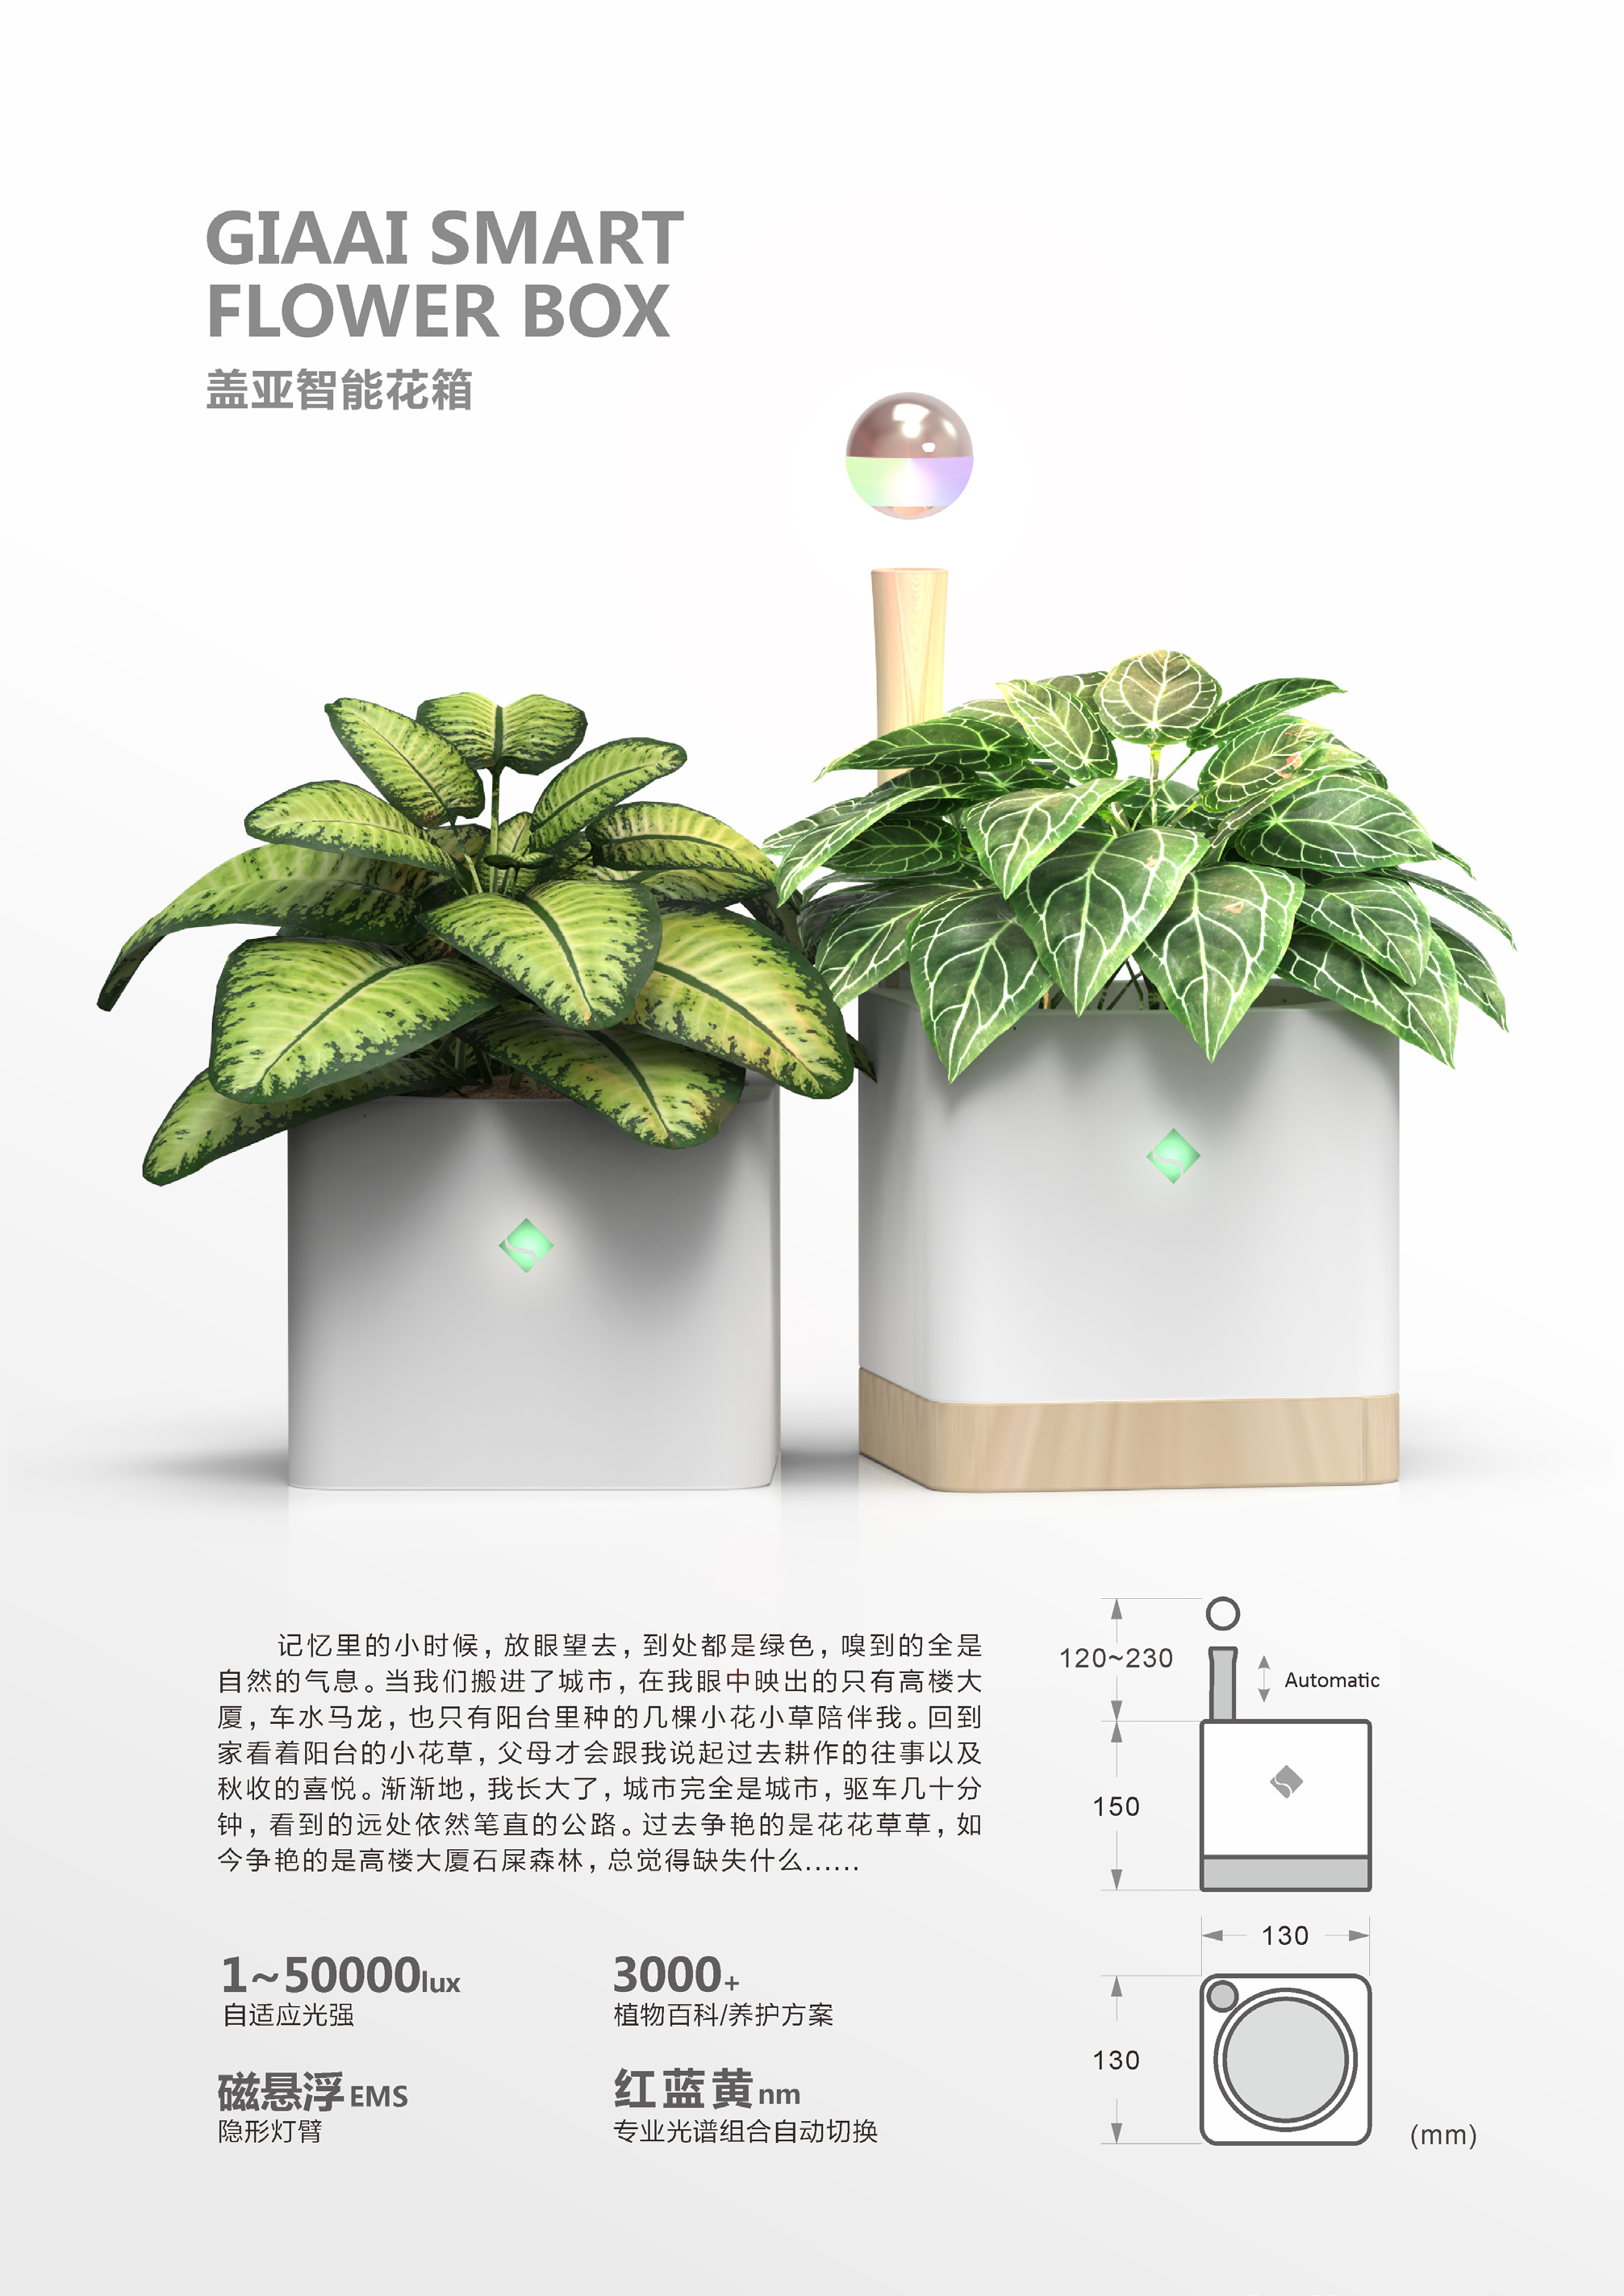 GIAAI SMART
FLOWER BOX
盖亚智能花箱
记忆里的小时候，放眼望去，到处都是绿色，嗅到的全是
自然的气息。当我们搬进了城市，在我眼中映出的只有高楼大
厦，车水马龙，也只有阳台里种的几棵小花小草陪伴我。回到
家看着阳台的小花草，父母才会跟我说起过去耕作的往事以及
秋收的喜悦。渐渐地，我长大了，城市完全是城市，驱车几十分
钟，看到的远处依然笔直的公路。过去争艳的是花花草草，如
今争艳的是高楼大厦石屎森林，总觉得缺失什么……
1~50000lux
自适应光强
3000+
植物百科/养护方案
磁悬浮EMS
隐形灯臂
红蓝黄nm
专业光谱组合自动切换
120~230
Automatic
150
130
130
(mm)